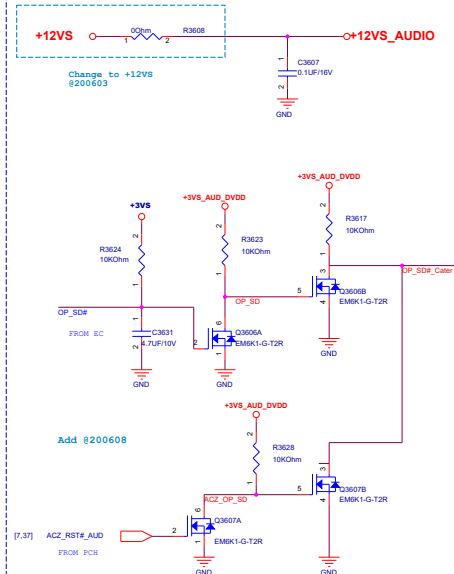 +12VS
0Ohm
R3608
1
2
+12VS_AUDIO
Change to +12VS
@200603
1
C3607
0.1UF/16V
2
GND
+3VS_AUD_DVDD
+3VS
+3VS_AUD_DVDD
2
R3617
10KOhm
1
2
R3624
10KOhm
1
2
R3623
10KOhm
1
OP_SD#
FROM EC
OP_SD
3
OP_SD#_Cater
5
Q3606B
EM6K1-G-T2R
4
GND
1
C3631
4.7UF/10V
2
GND
6
2
Q3606A
EM6K1-G-T2R
1
GND
+3VS_AUD_DVDD
Add @200608
2
R3628
10KOhm
1
3
5
Q3607B
EM6K1-G-T2R
4
GND
ACZ_OP_SD
6
[7,37]
ACZ_RST#_AUD
2
Q3607A
EM6K1-G-T2R
1
GND
FROM PCH